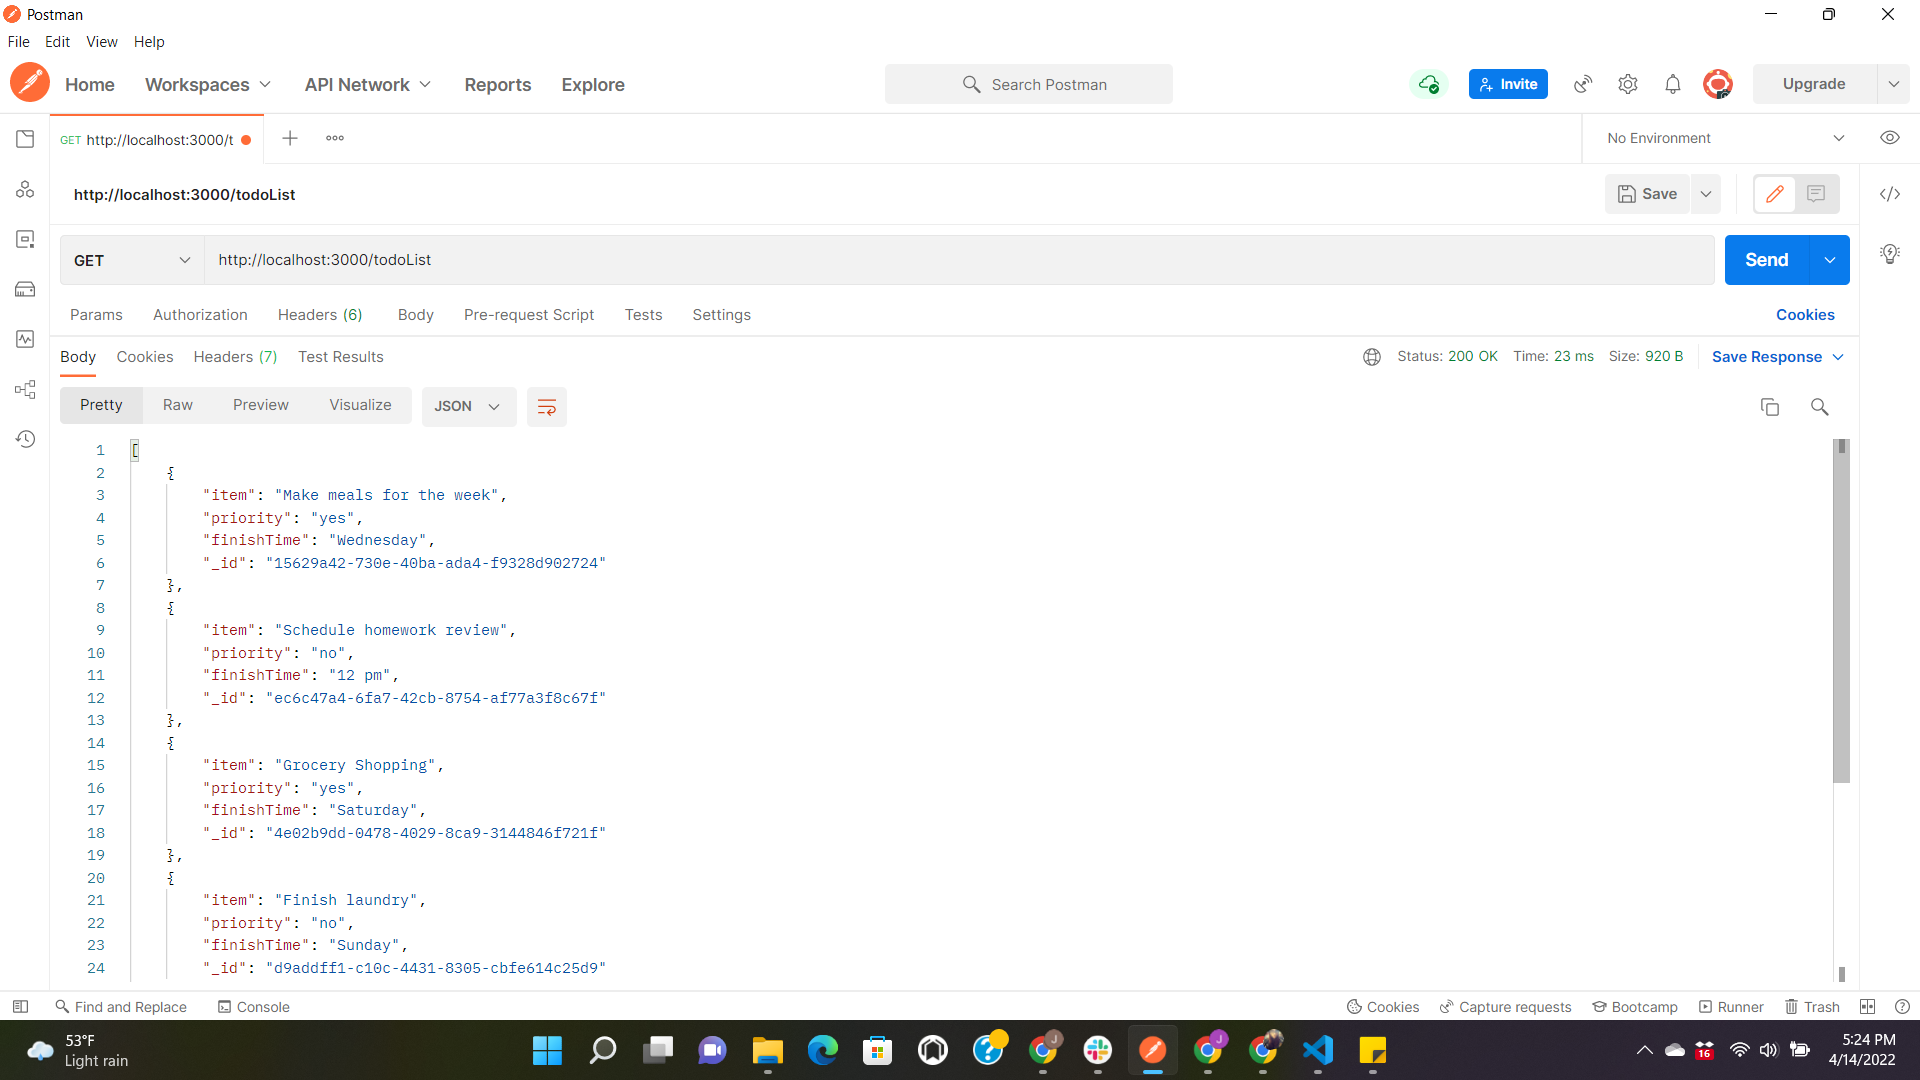 Postman
File Edit View Help
Home Workspaces API Network Reports Explore Search Postman Invite Upgrade
GET http://localhost:3000/t No Environment
http://localhost:3000/todoList Save
GET http://localhost:3000/todoList Send
Params Authorization Headers (6) Body Pre-request Script Tests Settings Cookies
Body Cookies Headers (7) Test Results Status: 200 OK Time: 23 ms Size: 920 B Save Response
Pretty Raw Preview Visualize JSON
1 [
2 {
3 "item": "Make meals for the week",
4 "priority": "yes",
5 "finishTime": "Wednesday",
6 "_id": "15629a42-730e-40ba-ada4-f9328d902724"
7 },
8 {
9 "item": "Schedule homework review",
10 "priority": "no",
11 "finishTime": "12 pm",
12 "_id": "ec6c47a4-6fa7-42cb-8754-af77a3f8c67f"
13 },
14 {
15 "item": "Grocery Shopping",
16 "priority": "yes",
17 "finishTime": "Saturday",
18 "_id": "4e02b9dd-0478-4029-8ca9-3144846f721f"
19 },
20 {
21 "item": "Finish laundry",
22 "priority": "no",
23 "finishTime": "Sunday",
24 "_id": "d9addff1-c10c-4431-8305-cbfe614c25d9"
Find and Replace Console Cookies Capture requests Bootcamp Runner Trash
53°F
Light rain
J
J
16
5:24 PM
4/14/2022